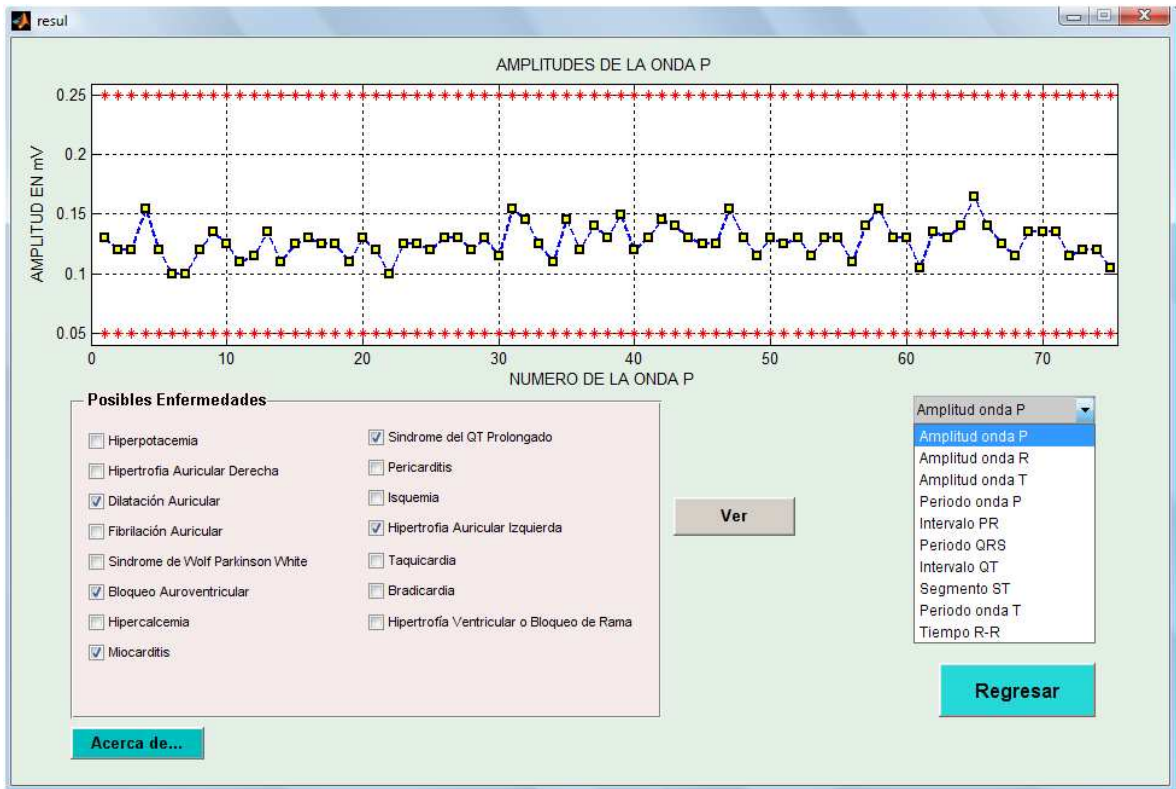 resul
AMPLITUDES DE LA ONDA P
AMPLITUD EN mV
0.25
0.2
0.15
0.1
0.05
0 10 20 30 40 50 60 70
NUMERO DE LA ONDA P
Posibles Enfermedades
Hiperpotacemia
Hipertrofia Auricular Derecha
Dilatación Auricular
Fibrilación Auricular
Sindrome de Wolf Parkinson White
Bloqueo Auroventricular
Hipercalcemia
Miocarditis
Sindrome del QT Prolongado
Pericarditis
Isquemia
Hipertrofia Auricular Izquierda
Taquicardia
Bradicardia
Hipertrofía Ventricular o Bloqueo de Rama
Ver
Amplitud onda P
Amplitud onda P
Amplitud onda R
Amplitud onda T
Periodo onda P
Intervalo PR
Periodo QRS
Intervalo QT
Segmento ST
Periodo onda T
Tiempo R-R
Regresar
Acerca de...